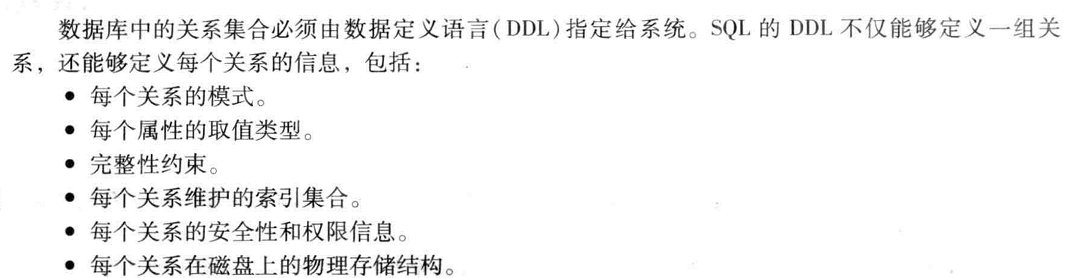 数据库中的关系集合必须由数据定义语言(DDL)指定给系统。SQL 的 DDL 不仅能够定义一组关
系，还能够定义每个关系的信息，包括：
● 每个关系的模式。
● 每个属性的取值类型。
● 完整性约束。
● 每个关系维护的索引集合。
● 每个关系的安全性和权限信息。
● 每个关系在磁盘上的物理存储结构。